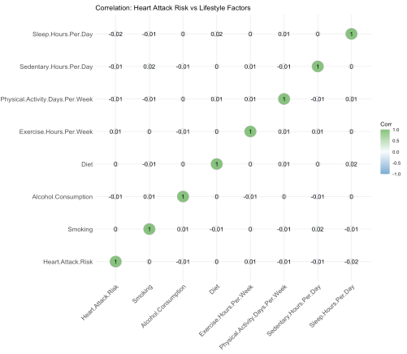 Correlation: Heart Attack Risk vs Lifestyle Factors
Sleep.Hours.Per.Day -0.02 -0.01 0 0.02 0 0.01 0 1
Sedentary.Hours.Per.Day -0.01 0.02 -0.01 0 0.01 -0.01 1 0
Physical.Activity.Days.Per.Week -0.01 -0.01 0 0.01 0.01 1 -0.01 0.01
Exercise.Hours.Per.Week 0.01 0 -0.01 0 1 0.01 0.01 0
Diet 0 -0.01 0 1 0 0.01 0 0.02
Alcohol.Consumption -0.01 0.01 1 0 -0.01 0 -0.01 0
Smoking 0 1 0.01 -0.01 0 -0.01 0.02 -0.01
Heart.Attack.Risk 1 0 -0.01 0 0.01 -0.01 -0.01 -0.02
Heart.Attack.Risk
Smoking
Alcohol.Consumption
Diet
Exercise.Hours.Per.Week
Physical.Activity.Days.Per.Week
Sedentary.Hours.Per.Day
Sleep.Hours.Per.Day
Corr
1.0
0.5
0.0
-0.5
-1.0